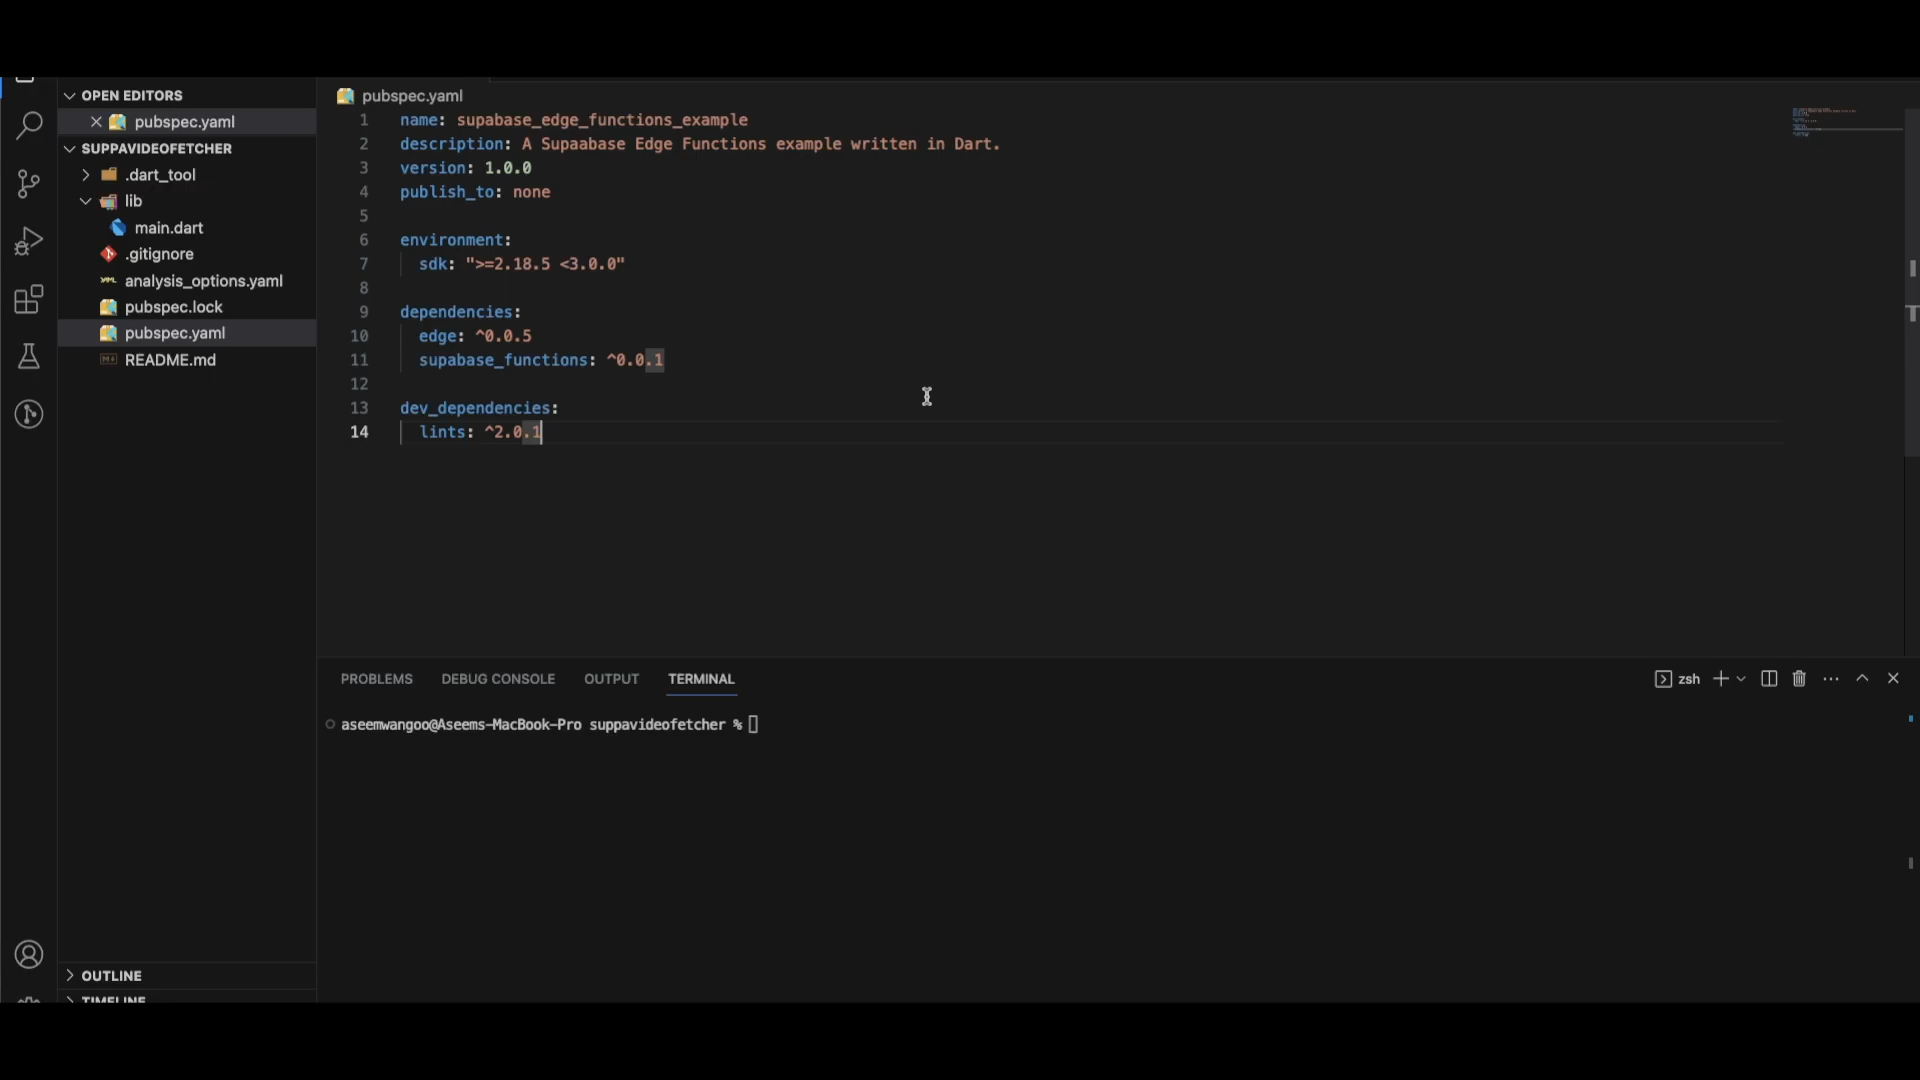 OPEN EDITORS
pubspec.yaml
SUPPAVIDEOFETCHER
.dart_tool
lib
main.dart
.gitignore
analysis_options.yaml
pubspec.lock
pubspec.yaml
README.md
OUTLINE
TIMELINE
pubspec.yaml
1 name: supabase_edge_functions_example
2 description: A Supaabase Edge Functions example written in Dart.
3 version: 1.0.0
4 publish_to: none
5
6 environment:
7 sdk: ">=2.18.5 <3.0.0"
8
9 dependencies:
10 edge: ^0.0.5
11 supabase_functions: ^0.0.1
12
13 dev_dependencies:
14 lints: ^2.0.1
PROBLEMS DEBUG CONSOLE OUTPUT TERMINAL zsh
aseemwangoo@Aseems-MacBook-Pro suppavideofetcher %